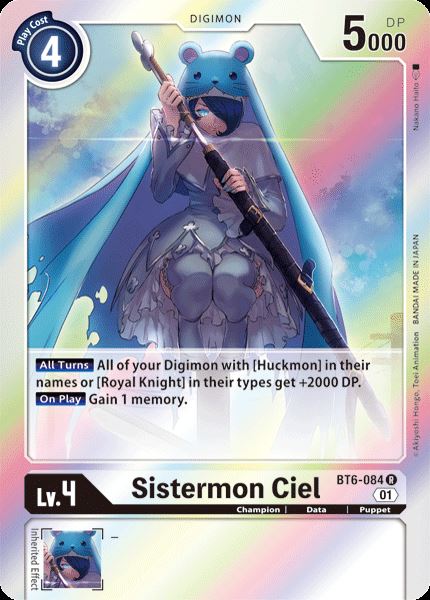 Play Cost
4
DIGIMON
DP
5000
Nakano Haito
All Turns All of your Digimon with [Huckmon] in their
names or [Royal Knight] in their types get +2000 DP.
On Play Gain 1 memory.
© Akiyoshi Hongo, Toei Animation BANDAI MADE IN JAPAN
Lv.4
Sistermon Ciel
BT6-084 R
01
Champion | Data | Puppet
Inherited Effect
–